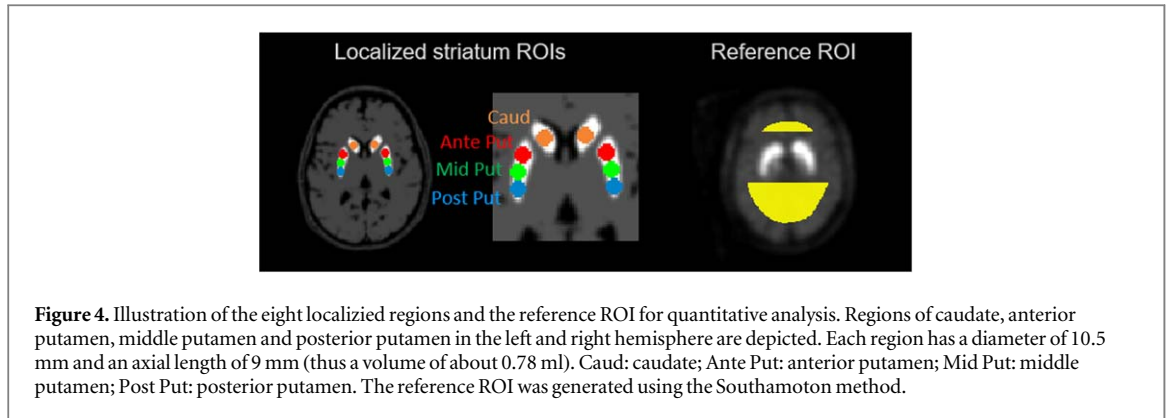 Localized striatum ROIs
Reference ROI
Caud
Ante Put
Mid Put
Post Put
Figure 4. Illustration of the eight localizied regions and the reference ROI for quantitative analysis. Regions of caudate, anterior
putamen, middle putamen and posterior putamen in the left and right hemisphere are depicted. Each region has a diameter of 10.5
mm and an axial length of 9 mm (thus a volume of about 0.78 ml). Caud: caudate; Ante Put: anterior putamen; Mid Put: middle
putamen; Post Put: posterior putamen. The reference ROI was generated using the Southamoton method.